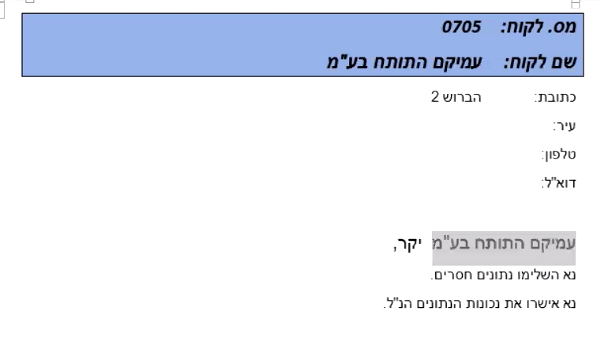 מס. לקוח: 0705
שם לקוח: עמיקם התותח בע"מ
כתובת: הברוש 2
עיר:
טלפון:
דוא"ל:
עמיקם התותח בע"מ יקר,
נא השלימו נתונים חסרים.
נא אישרו את נכונות הנתונים הנ"ל.